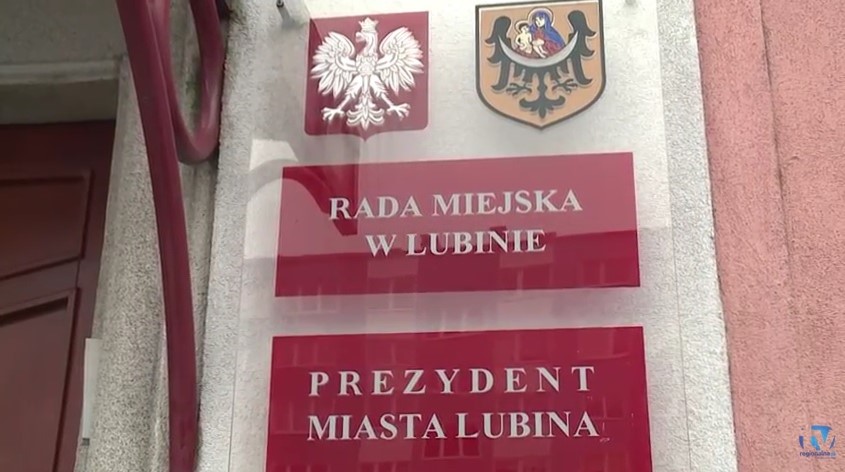 RADA MIEJSKA
W LUBINIE
PREZYDENT
MIASTA LUBINA